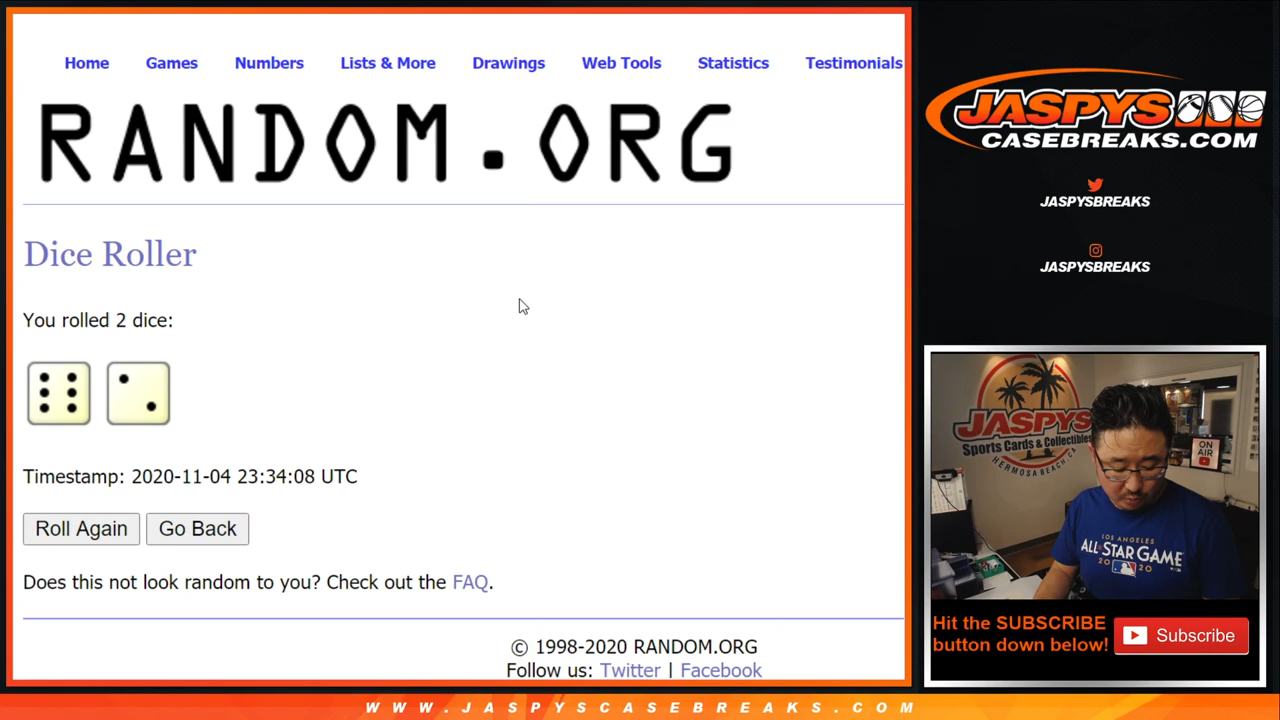 Home Games Numbers Lists & More Drawings Web Tools Statistics Testimonials
RANDOM.ORG
Dice Roller
You rolled 2 dice:
Timestamp: 2020-11-04 23:34:08 UTC
Roll Again Go Back
Does this not look random to you? Check out the FAQ.
© 1998-2020 RANDOM.ORG
Follow us: Twitter | Facebook
JASPYS
CASEBREAKS.COM
JASPYSBREAKS
JASPYSBREAKS
JASPYS
Sports Cards & Collectibles
HERMOSA BEACH, CA
ON
AIR
LOS ANGELES
ALL-STAR GAME
2020
Hit the SUBSCRIBE
button down below!
Subscribe
WWW.JASPYSCASEBREAKS.COM